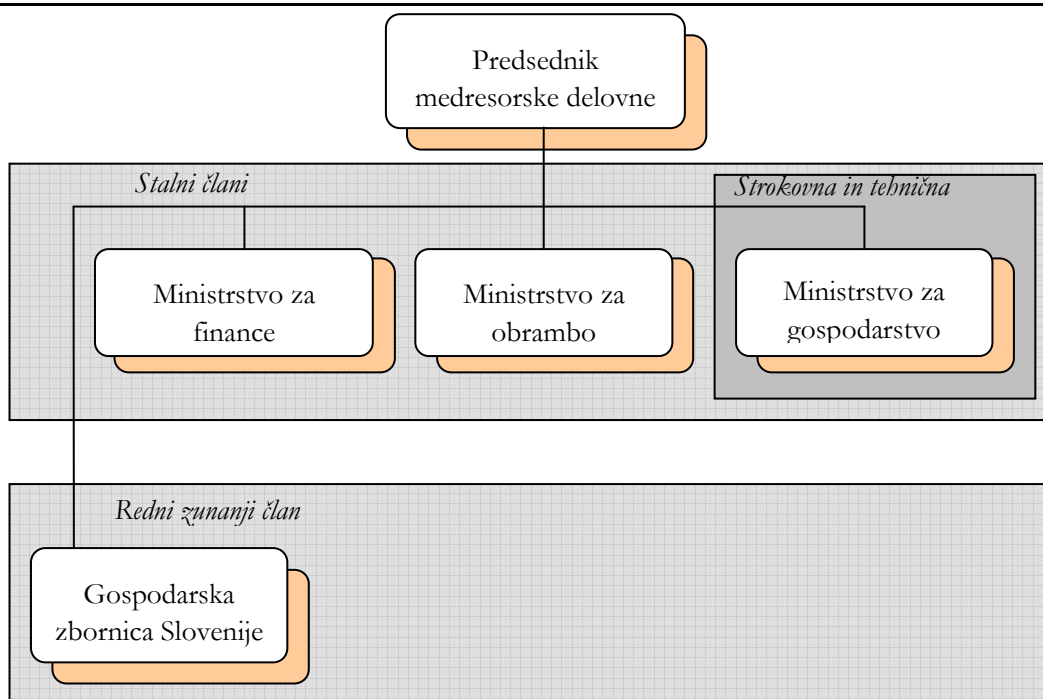 Predsednik
medresorske delovne
Stalni člani
Strokovna in tehnična
Ministrstvo za
finance
Ministrstvo za
obrambo
Ministrstvo za
gospodarstvo
Redni zunanji član
Gospodarska
zbornica Slovenije